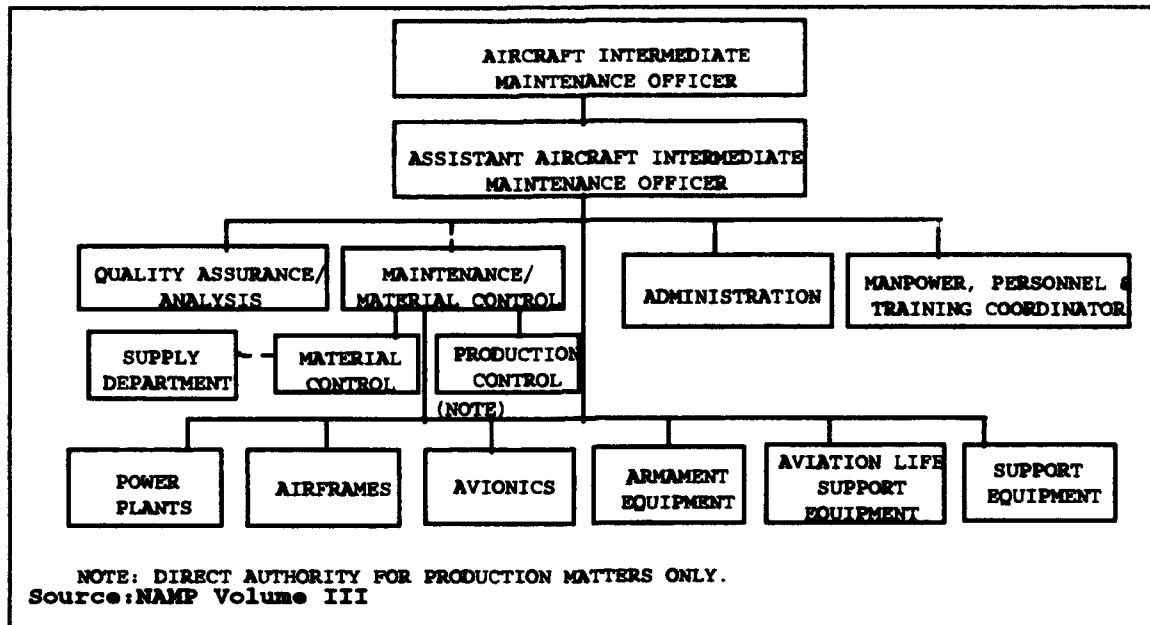 AIRCRAFT INTERMEDIATE
MAINTENANCE OFFICER
ASSISTANT AIRCRAFT INTERMEDIATE
MAINTENANCE OFFICER
QUALITY ASSURANCE/
ANALYSIS
MAINTENANCE/
MATERIAL CONTROL
ADMINISTRATION
MANPOWER, PERSONNEL &
TRAINING COORDINATOR
SUPPLY
DEPARTMENT
MATERIAL
CONTROL
PRODUCTION
CONTROL
(NOTE)
POWER
PLANTS
AIRFRAMES
AVIONICS
ARMAMENT
EQUIPMENT
AVIATION LIFE
SUPPORT
EQUIPMENT
SUPPORT
EQUIPMENT
NOTE: DIRECT AUTHORITY FOR PRODUCTION MATTERS ONLY.
Source:NAMP Volume III